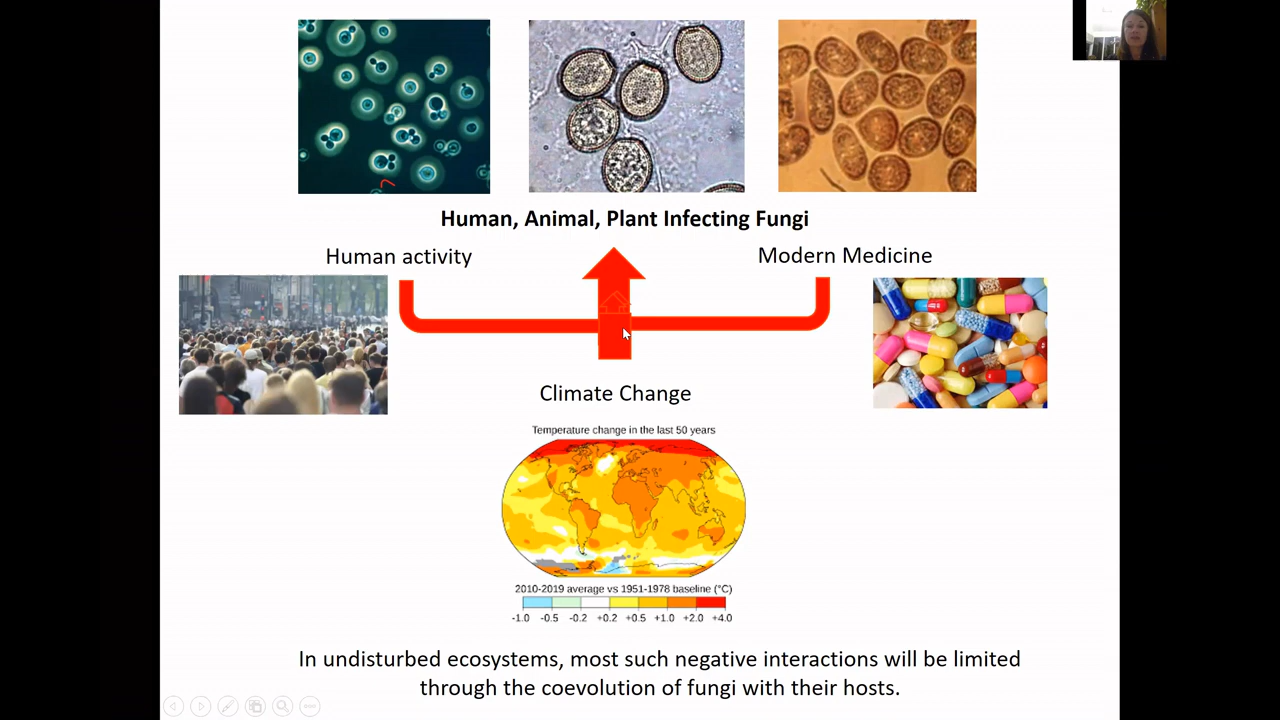 Human, Animal, Plant Infecting Fungi
Human activity
Modern Medicine
Climate Change
Temperature change in the last 50 years
2010-2019 average vs 1951-1978 baseline (°C)
-1.0 -0.5 -0.2 +0.2 +0.5 +1.0 +2.0 +4.0
In undisturbed ecosystems, most such negative interactions will be limited
through the coevolution of fungi with their hosts.